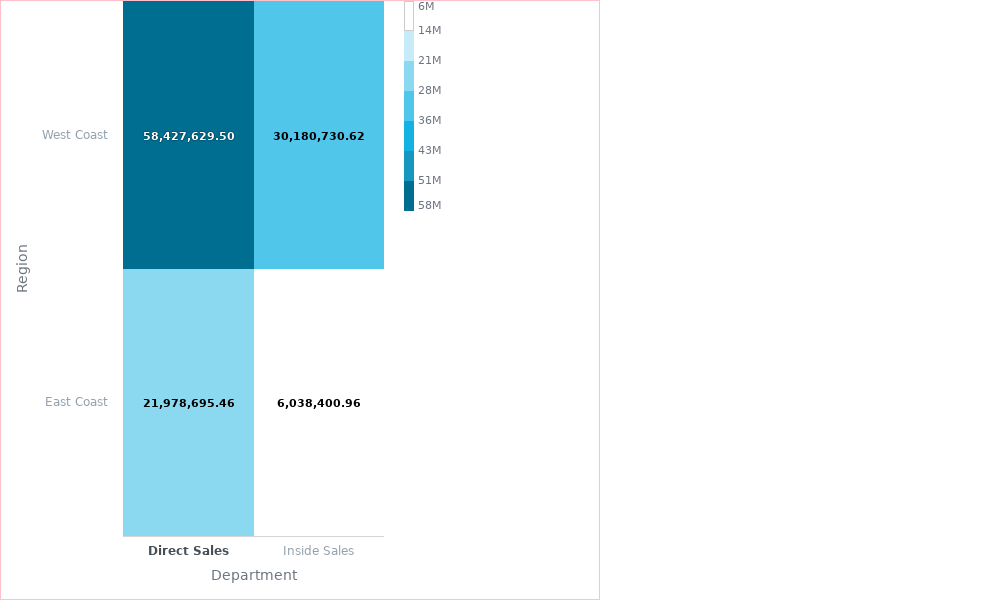 6M
14M
21M
28M
36M
43M
51M
58M
West Coast
58,427,629.50
30,180,730.62
Region
East Coast
21,978,695.46
6,038,400.96
Direct Sales
Inside Sales
Department